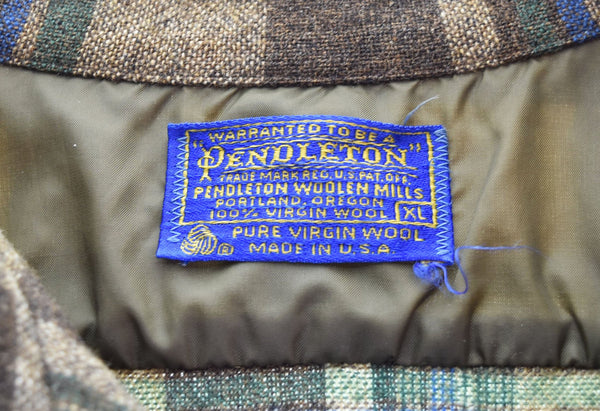 WARRANTED TO BE A
"PENDLETON"
TRADE MARK REG. U.S. PAT. OFF.
PENDLETON WOOLEN MILLS
PORTLAND, OREGON
100% VIRGIN WOOL XL
PURE VIRGIN WOOL
® MADE IN U.S.A.